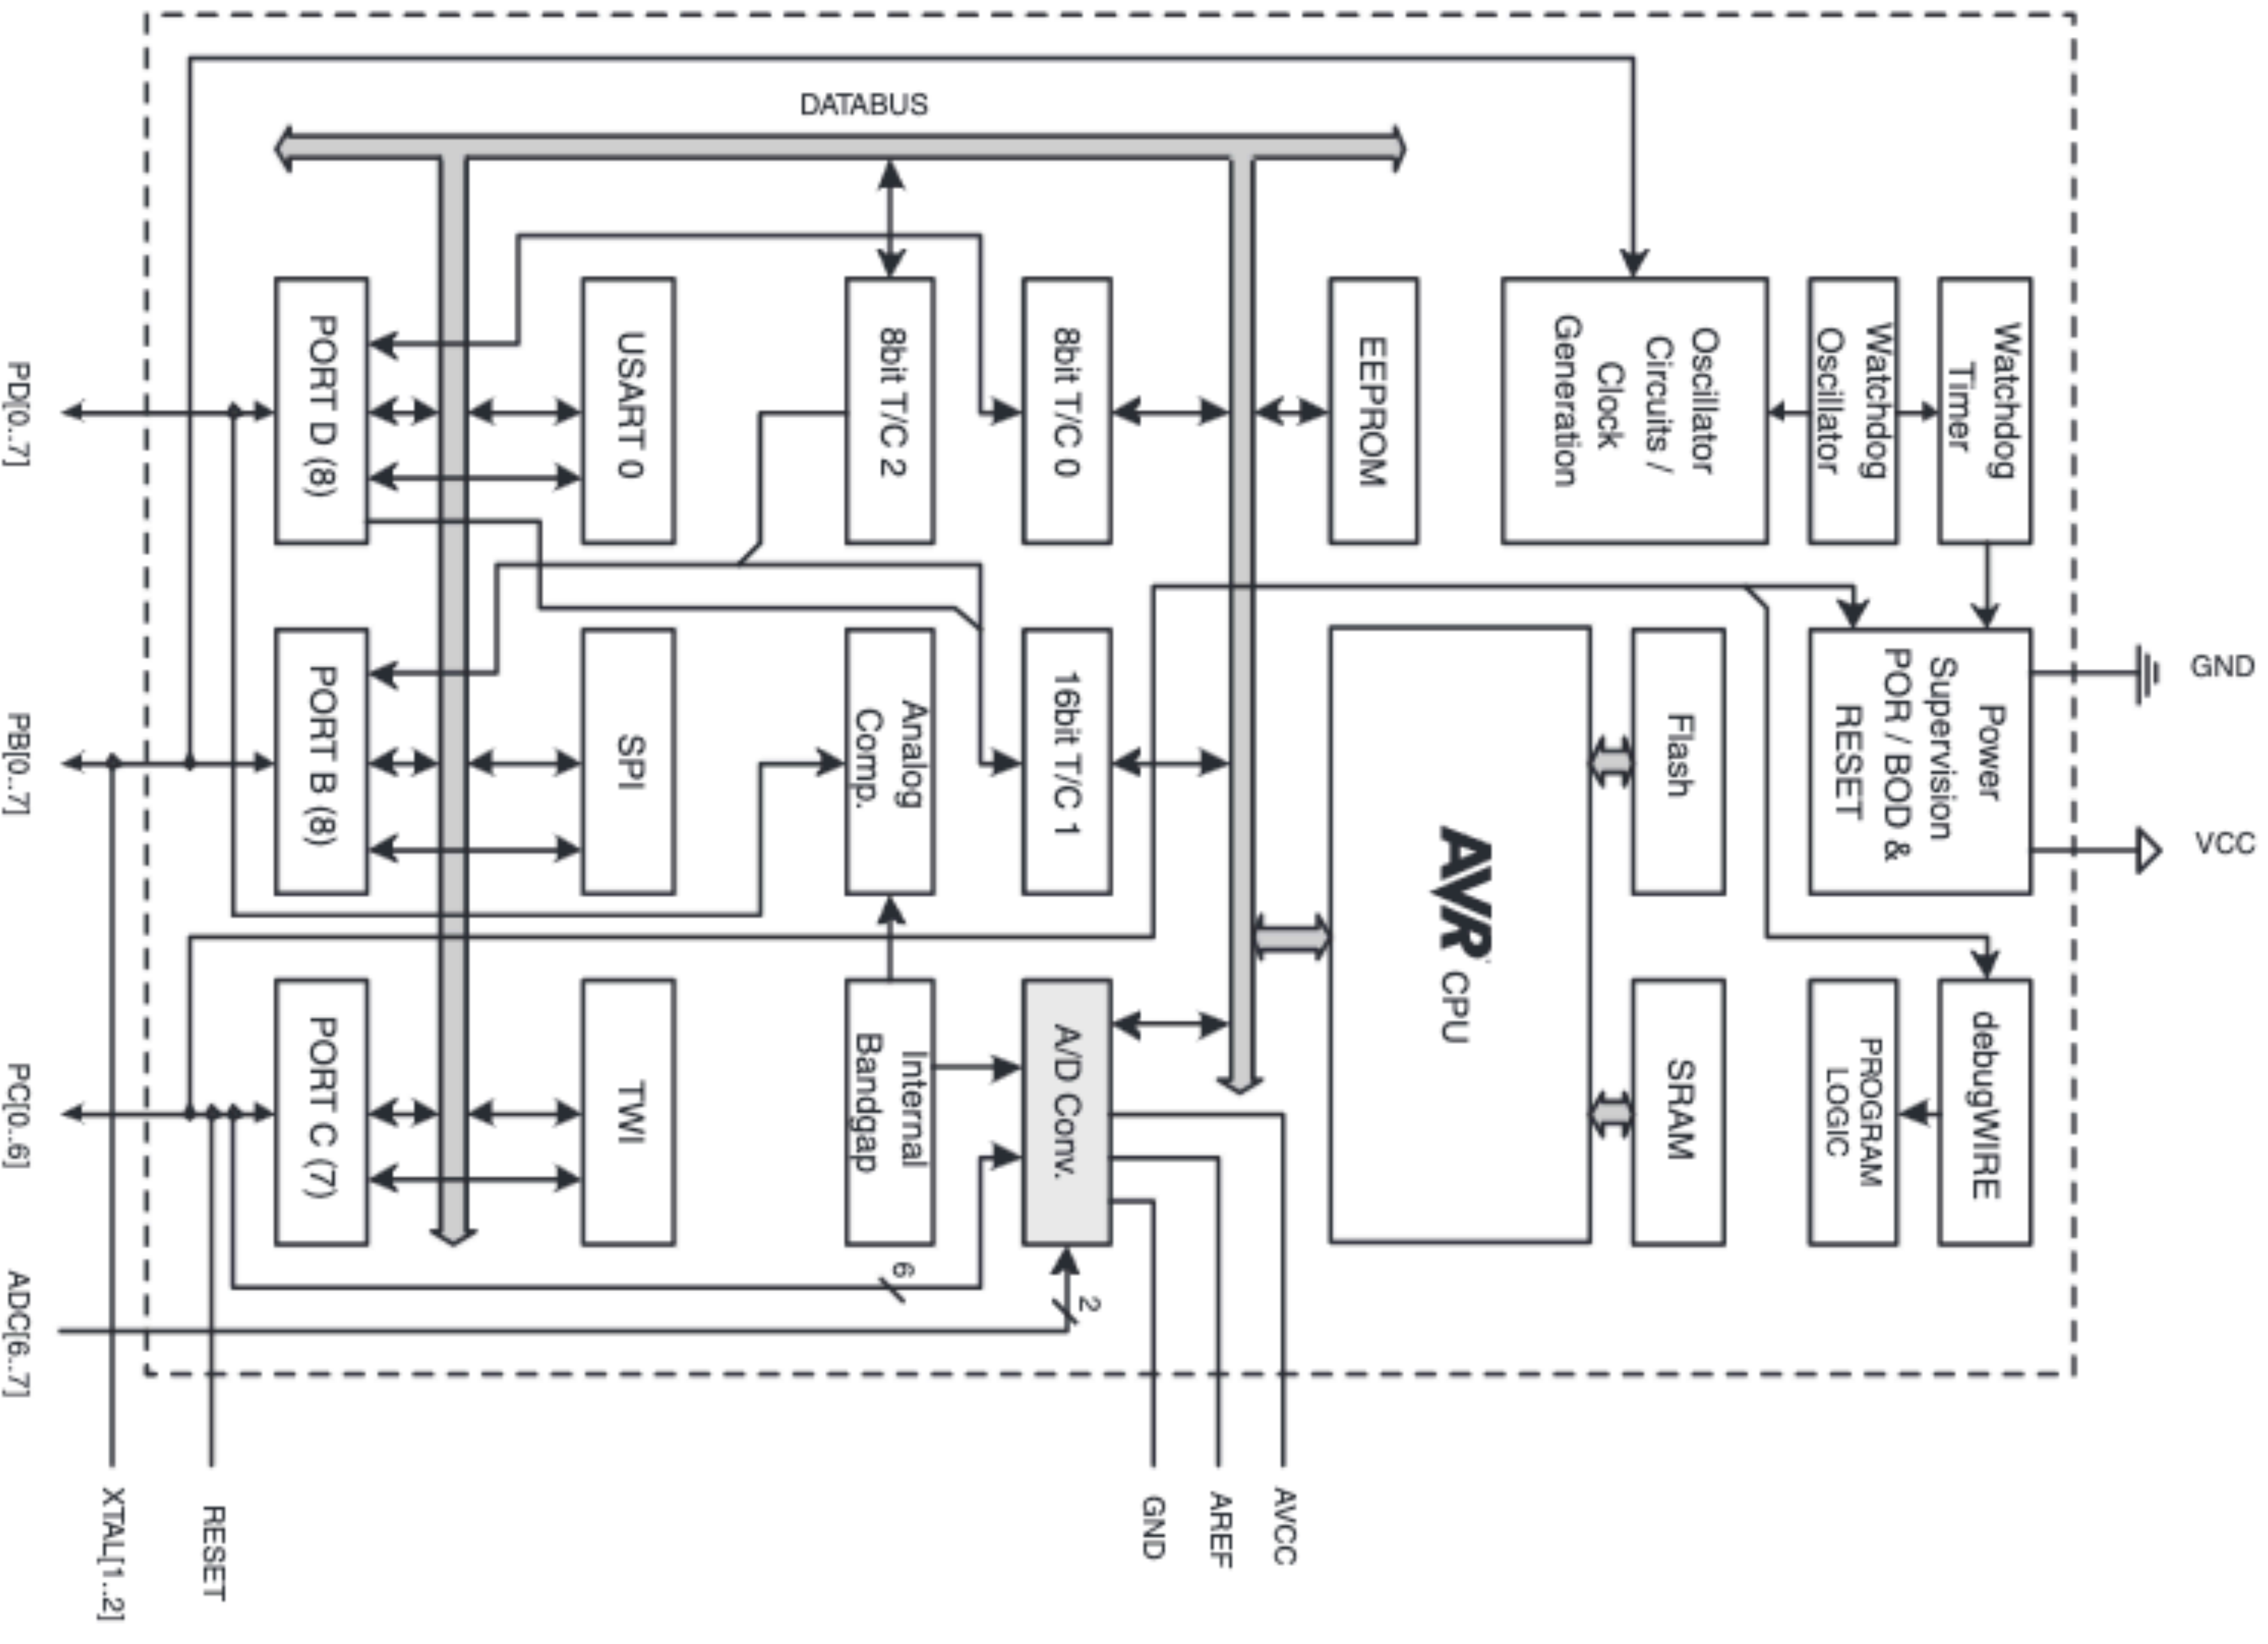 GND
VCC
Watchdog
Timer
Watchdog
Oscillator
Power
Supervision
POR / BOD &
RESET
debugWIRE
PROGRAM
LOGIC
Oscillator
Circuits /
Clock
Generation
Flash
SRAM
AVR CPU
EEPROM
DATABUS
AVCC
AREF
GND
8bit T/C 0
16bit T/C 1
A/D Conv.
2
8bit T/C 2
Analog
Comp.
Internal
Bandgap
6
USART 0
SPI
TWI
PORT D (8)
PORT B (8)
PORT C (7)
RESET
XTAL[1..2]
PD[0..7]
PB[0..7]
PC[0..6]
ADC[6..7]